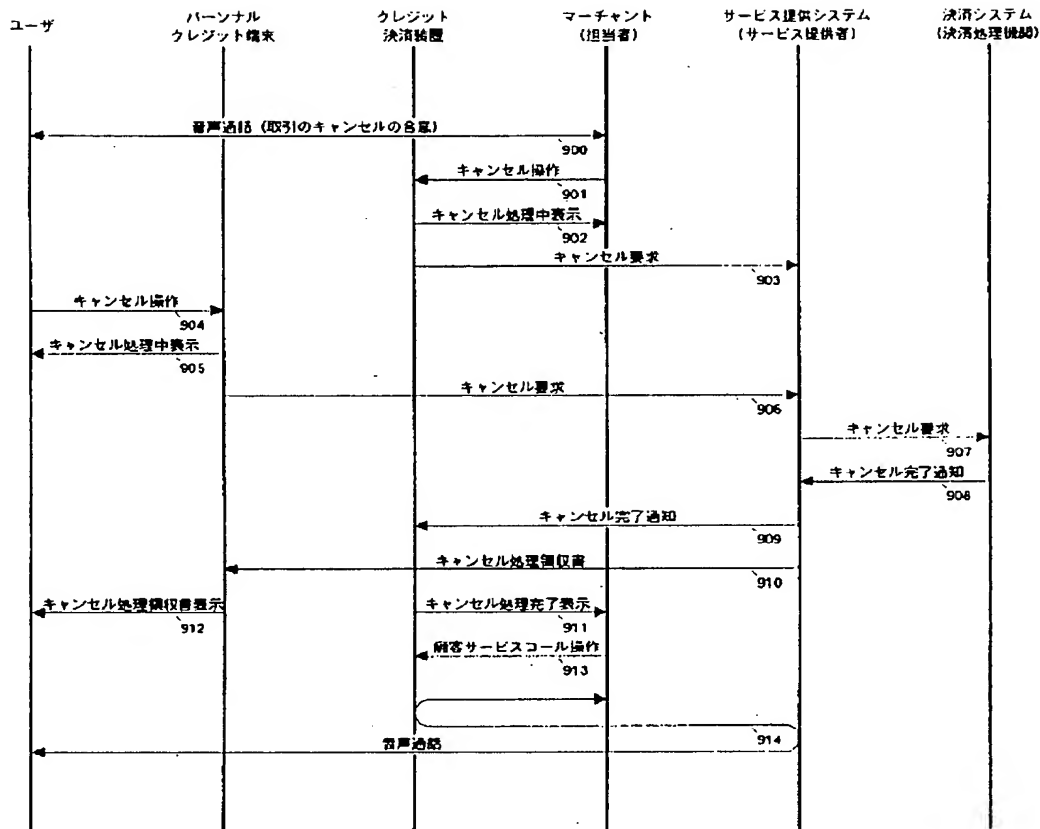 ユーザ
パーソナル
クレジット端末
クレジット
決済装置
マーチャント
(担当者)
サービス提供システム
(サービス提供者)
決済システム
(決済処理機関)
音声通話 (取引のキャンセルの合意)
900
キャンセル操作
901
キャンセル処理中表示
902
キャンセル要求
903
キャンセル操作
904
キャンセル処理中表示
905
キャンセル要求
906
キャンセル要求
907
キャンセル完了通知
908
キャンセル完了通知
909
キャンセル処理領収書
910
キャンセル処理領収書表示
912
キャンセル処理完了表示
911
顧客サービスコール操作
913
914
音声通話